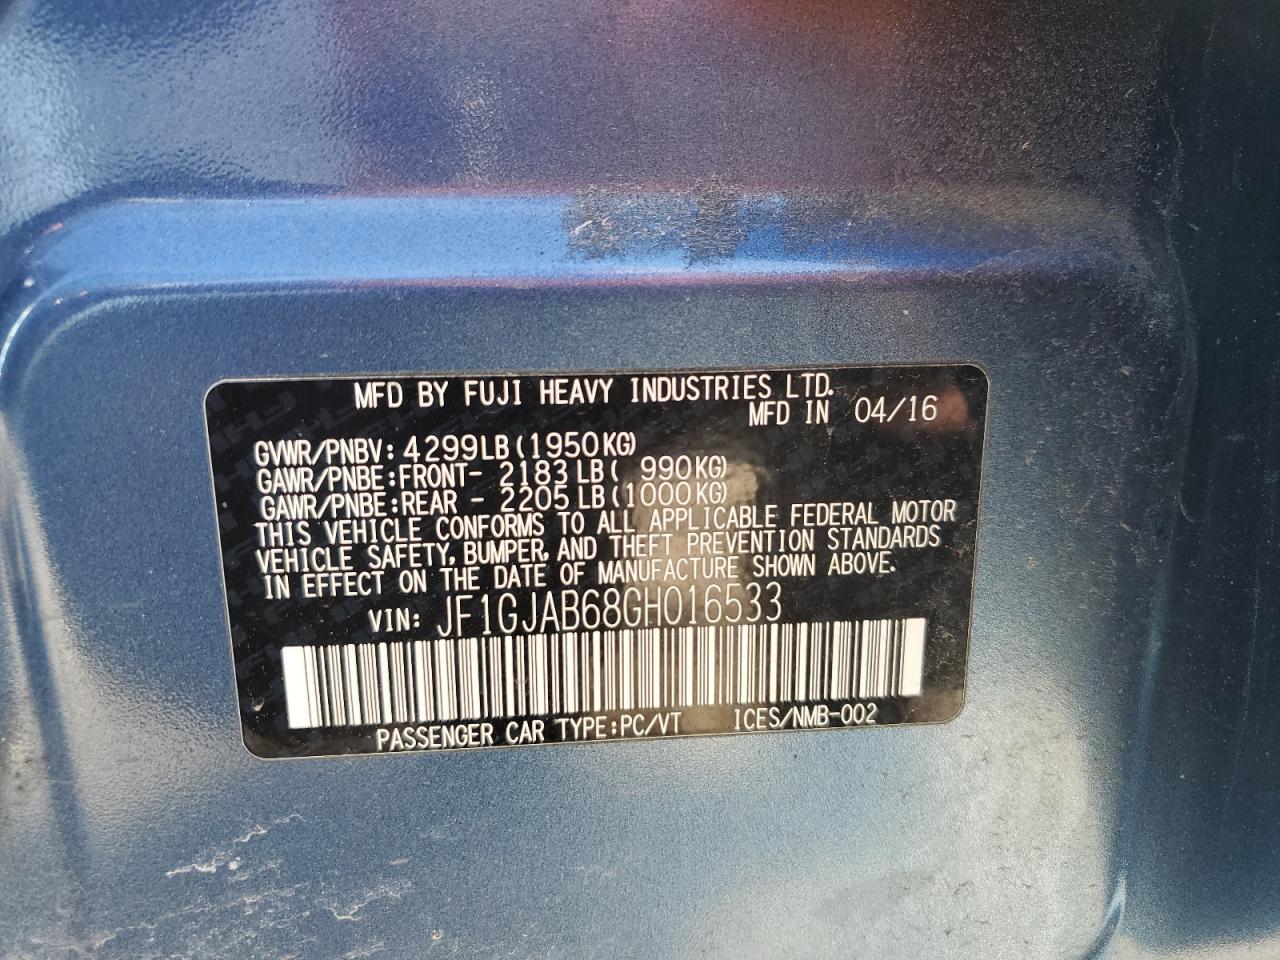 MFD BY FUJI HEAVY INDUSTRIES LTD.
MFD IN 04/16
GVWR/PNBV: 4299LB(1950KG)
GAWR/PNBE:FRONT- 2183LB( 990KG)
GAWR/PNBE:REAR - 2205LB(1000KG)
THIS VEHICLE CONFORMS TO ALL APPLICABLE FEDERAL MOTOR
VEHICLE SAFETY, BUMPER, AND THEFT PREVENTION STANDARDS
IN EFFECT ON THE DATE OF MANUFACTURE SHOWN ABOVE.
VIN: JF1GJAB68GH016533
PASSENGER CAR TYPE:PC/VT ICES/NMB-002